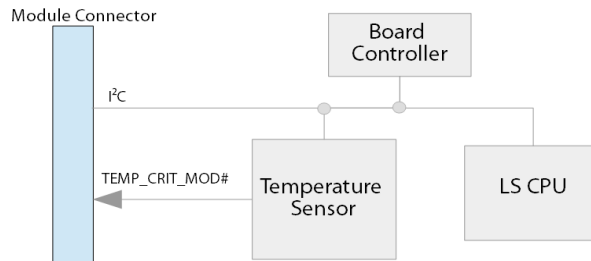 Module Connector
Board
Controller
I²C
TEMP_CRIT_MOD#
Temperature
Sensor
LS CPU